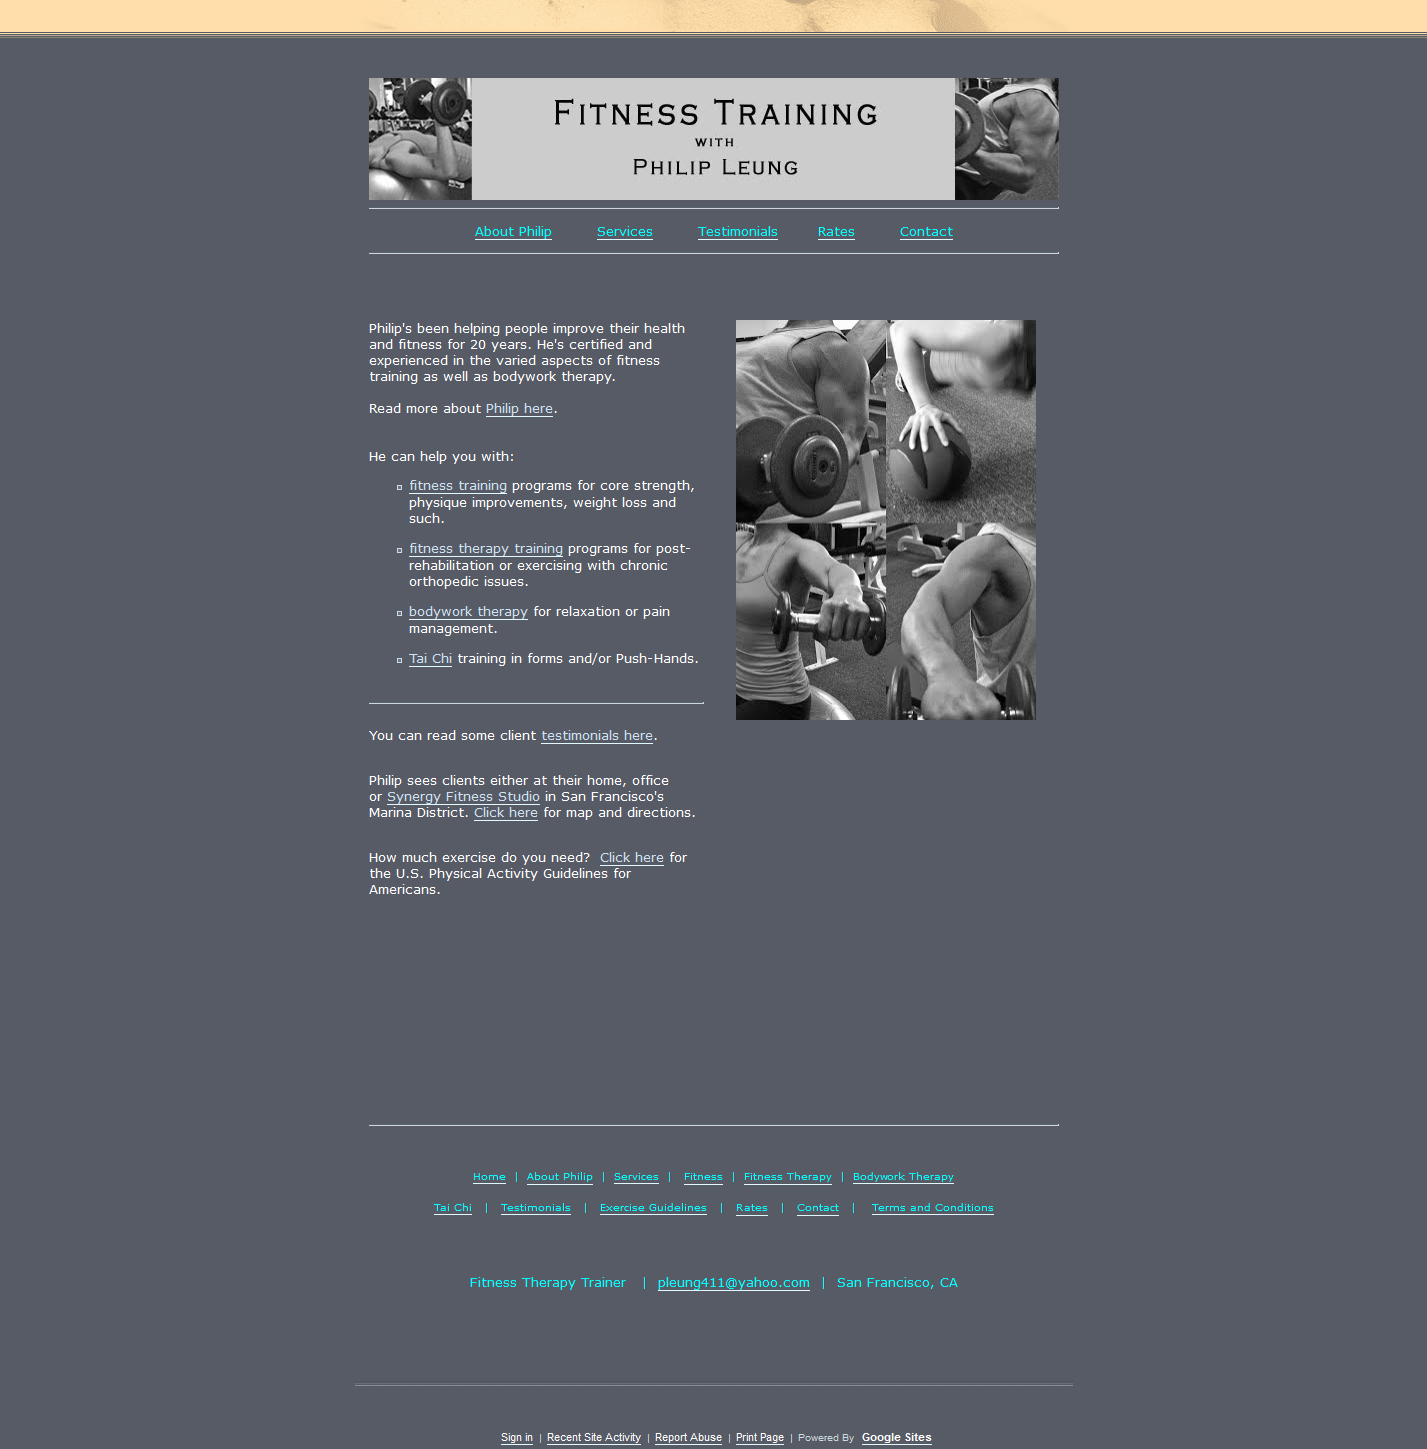 Fitness Training
with
Philip Leung
About Philip Services Testimonials Rates Contact
Philip's been helping people improve their health
and fitness for 20 years. He's certified and
experienced in the varied aspects of fitness
training as well as bodywork therapy.
Read more about Philip here.
He can help you with:
fitness training programs for core strength,
physique improvements, weight loss and
such.
fitness therapy training programs for post-
rehabilitation or exercising with chronic
orthopedic issues.
bodywork therapy for relaxation or pain
management.
Tai Chi training in forms and/or Push-Hands.
You can read some client testimonials here.
Philip sees clients either at their home, office
or Synergy Fitness Studio in San Francisco's
Marina District. Click here for map and directions.
How much exercise do you need? Click here for
the U.S. Physical Activity Guidelines for
Americans.
Home | About Philip | Services | Fitness | Fitness Therapy | Bodywork Therapy
Tai Chi | Testimonials | Exercise Guidelines | Rates | Contact | Terms and Conditions
Fitness Therapy Trainer | pleung411@yahoo.com | San Francisco, CA
Sign in | Recent Site Activity | Report Abuse | Print Page | Powered By Google Sites